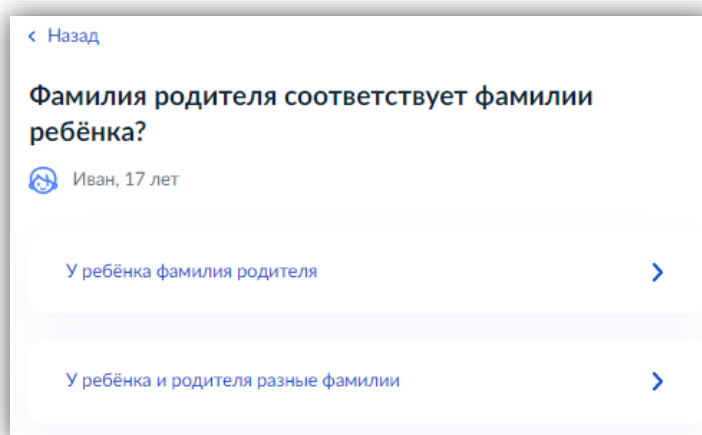 Назад
Фамилия родителя соответствует фамилии
ребёнка?
Иван, 17 лет
У ребёнка фамилия родителя
У ребёнка и родителя разные фамилии